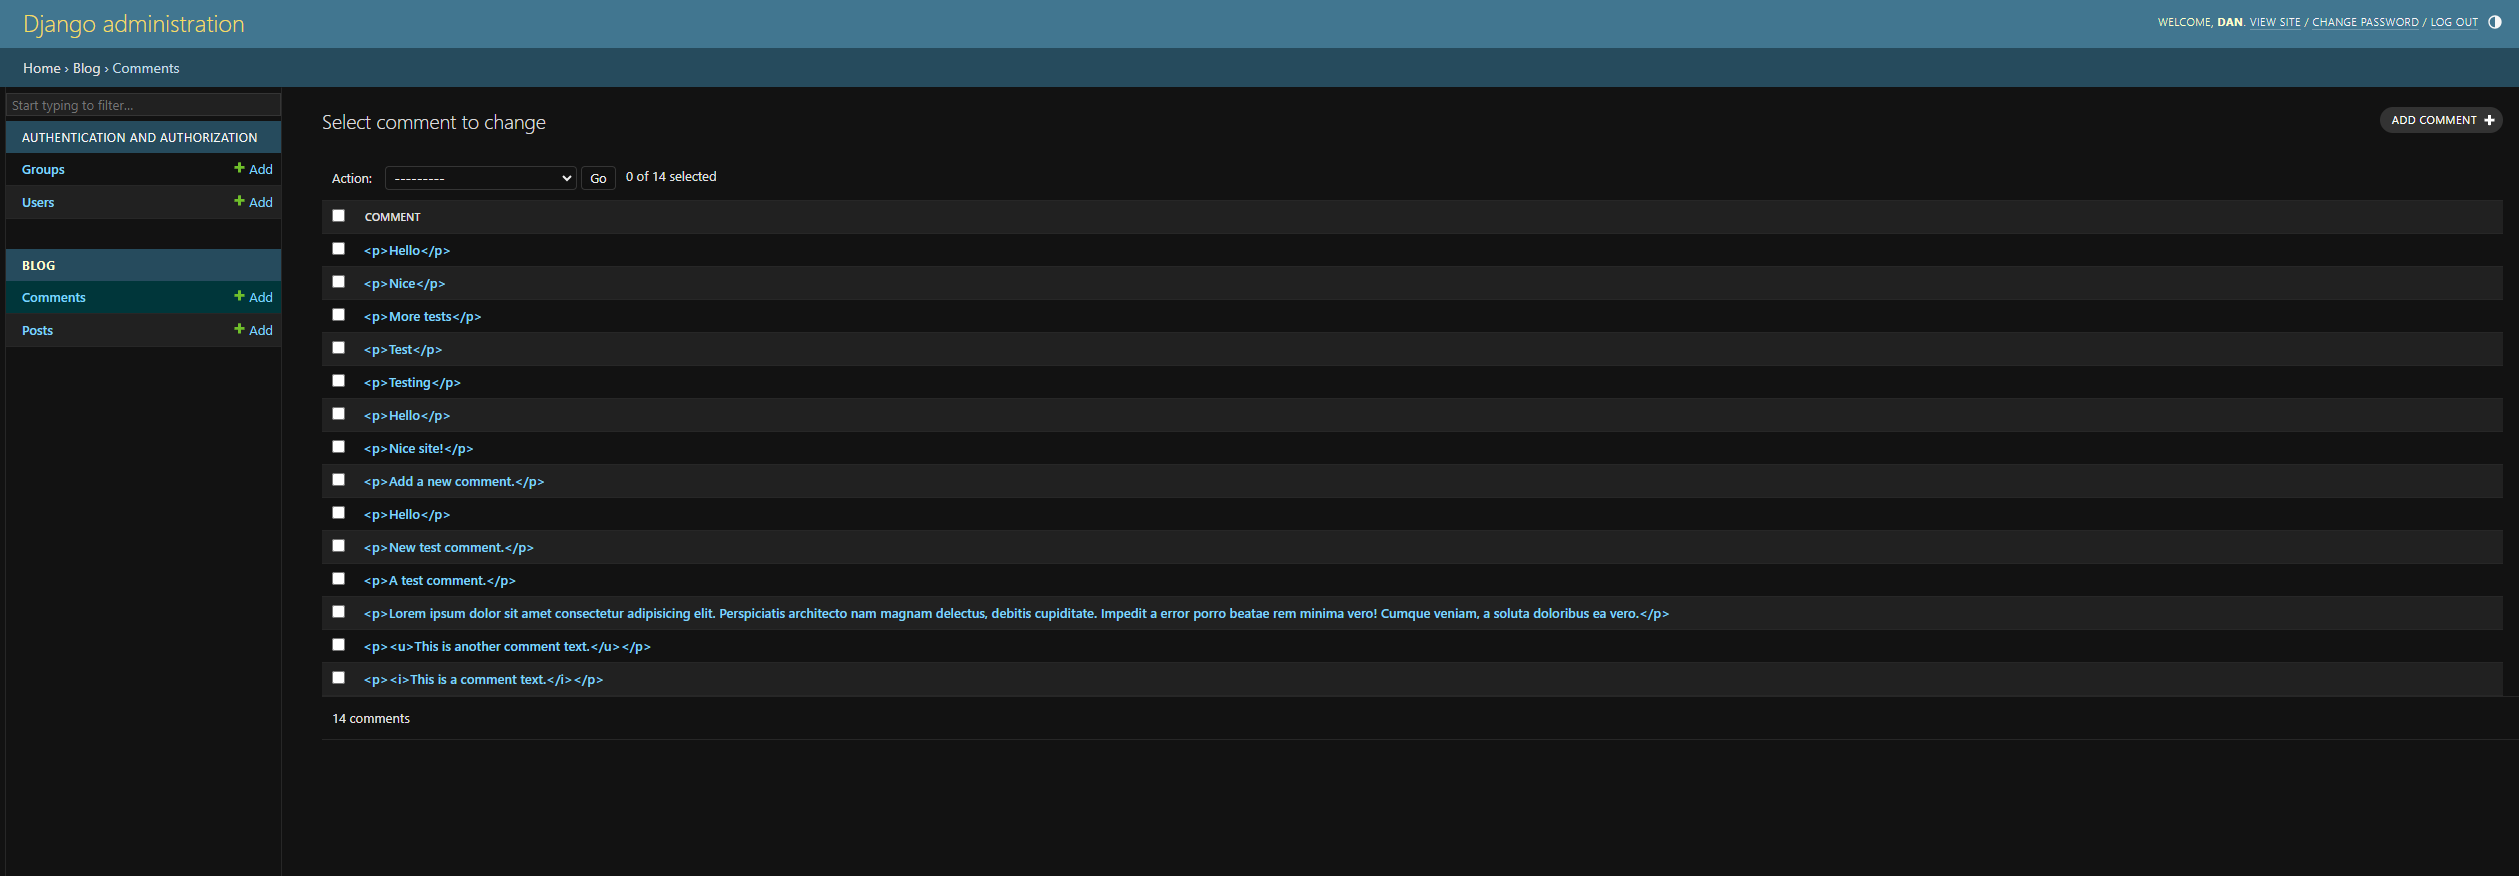 Django administration
WELCOME, DAN. VIEW SITE / CHANGE PASSWORD / LOG OUT
Home › Blog › Comments
Start typing to filter...
AUTHENTICATION AND AUTHORIZATION
Groups + Add
Users + Add
BLOG
Comments + Add
Posts + Add
Select comment to change
ADD COMMENT +
Action: --------- Go 0 of 14 selected
COMMENT
<p>Hello</p>
<p>Nice</p>
<p>More tests</p>
<p>Test</p>
<p>Testing</p>
<p>Hello</p>
<p>Nice site!</p>
<p>Add a new comment.</p>
<p>Hello</p>
<p>New test comment.</p>
<p>A test comment.</p>
<p>Lorem ipsum dolor sit amet consectetur adipisicing elit. Perspiciatis architecto nam magnam delectus, debitis cupiditate. Impedit a error porro beatae rem minima vero! Cumque veniam, a soluta doloribus ea vero.</p>
<p><u>This is another comment text.</u></p>
<p><i>This is a comment text.</i></p>
14 comments